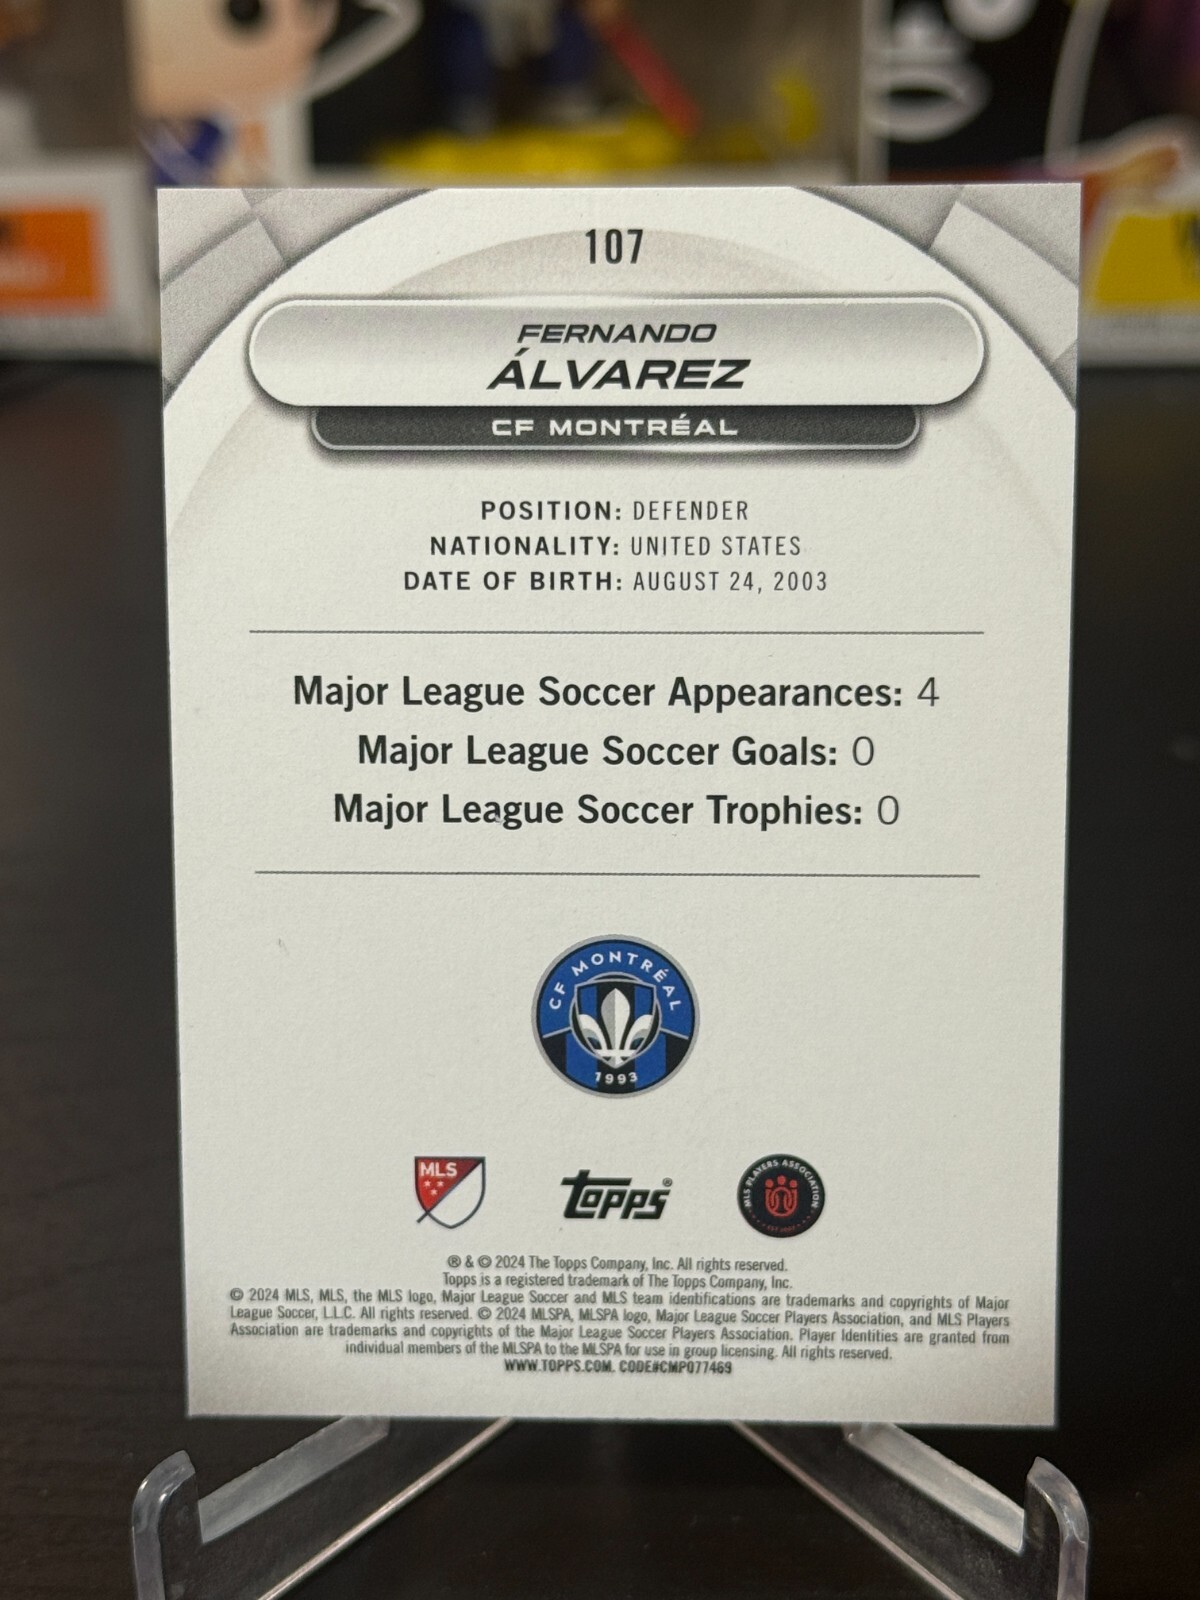 107
FERNANDO
ÁLVAREZ
CF MONTRÉAL
POSITION: DEFENDER
NATIONALITY: UNITED STATES
DATE OF BIRTH: AUGUST 24, 2003
Major League Soccer Appearances: 4
Major League Soccer Goals: 0
Major League Soccer Trophies: 0
CF MONTRÉAL
1993
MLS
Topps®
MLS PLAYERS ASSOCIATION
® & © 2024 The Topps Company, Inc. All rights reserved.
Topps is a registered trademark of The Topps Company, Inc.
© 2024 MLS, MLS, the MLS logo, Major League Soccer and MLS team identifications are trademarks and copyrights of Major
League Soccer, L.L.C. All rights reserved. © 2024 MLSPA, MLSPA logo, Major League Soccer Players Association, and MLS Players
Association are trademarks and copyrights of the Major League Soccer Players Association. Player Identities are granted from
individual members of the MLSPA to the MLSPA for use in group licensing. All rights reserved.
WWW.TOPPS.COM. CODE#CMP077469